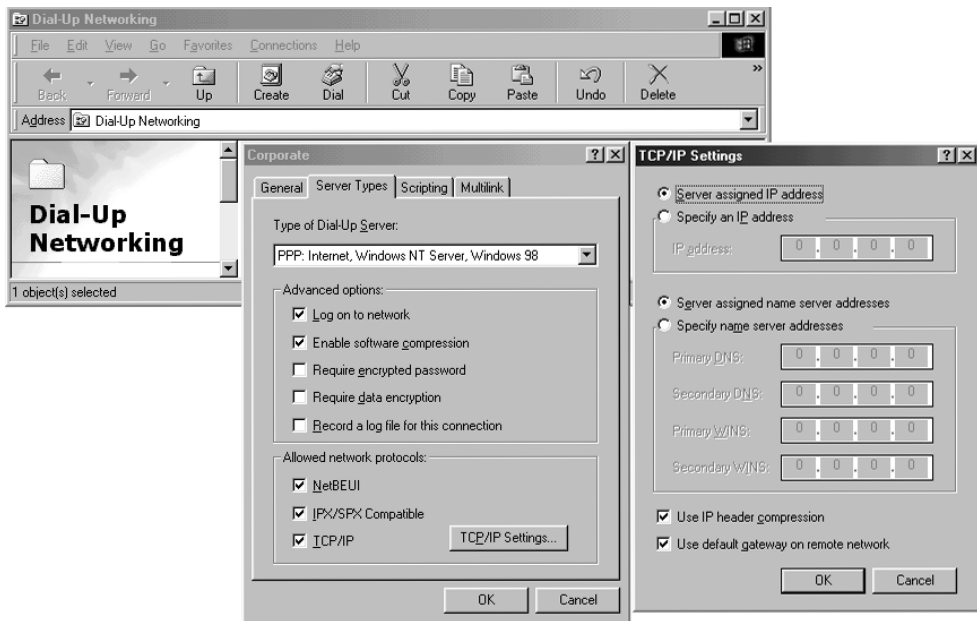 Dial-Up Networking
File Edit View Go Favorites Connections Help
Back Forward Up Create Dial Cut Copy Paste Undo Delete »
Address Dial-Up Networking
Dial-Up
Networking
1 object(s) selected
Corporate
General Server Types Scripting Multilink
Type of Dial-Up Server:
PPP: Internet, Windows NT Server, Windows 98
Advanced options:
Log on to network
Enable software compression
Require encrypted password
Require data encryption
Record a log file for this connection
Allowed network protocols:
NetBEUI
IPX/SPX Compatible
TCP/IP
TCP/IP Settings...
OK Cancel
TCP/IP Settings
Server assigned IP address
Specify an IP address
IP address: 0 . 0 . 0 . 0
Server assigned name server addresses
Specify name server addresses
Primary DNS: 0 . 0 . 0 . 0
Secondary DNS: 0 . 0 . 0 . 0
Primary WINS: 0 . 0 . 0 . 0
Secondary WINS: 0 . 0 . 0 . 0
Use IP header compression
Use default gateway on remote network
OK Cancel